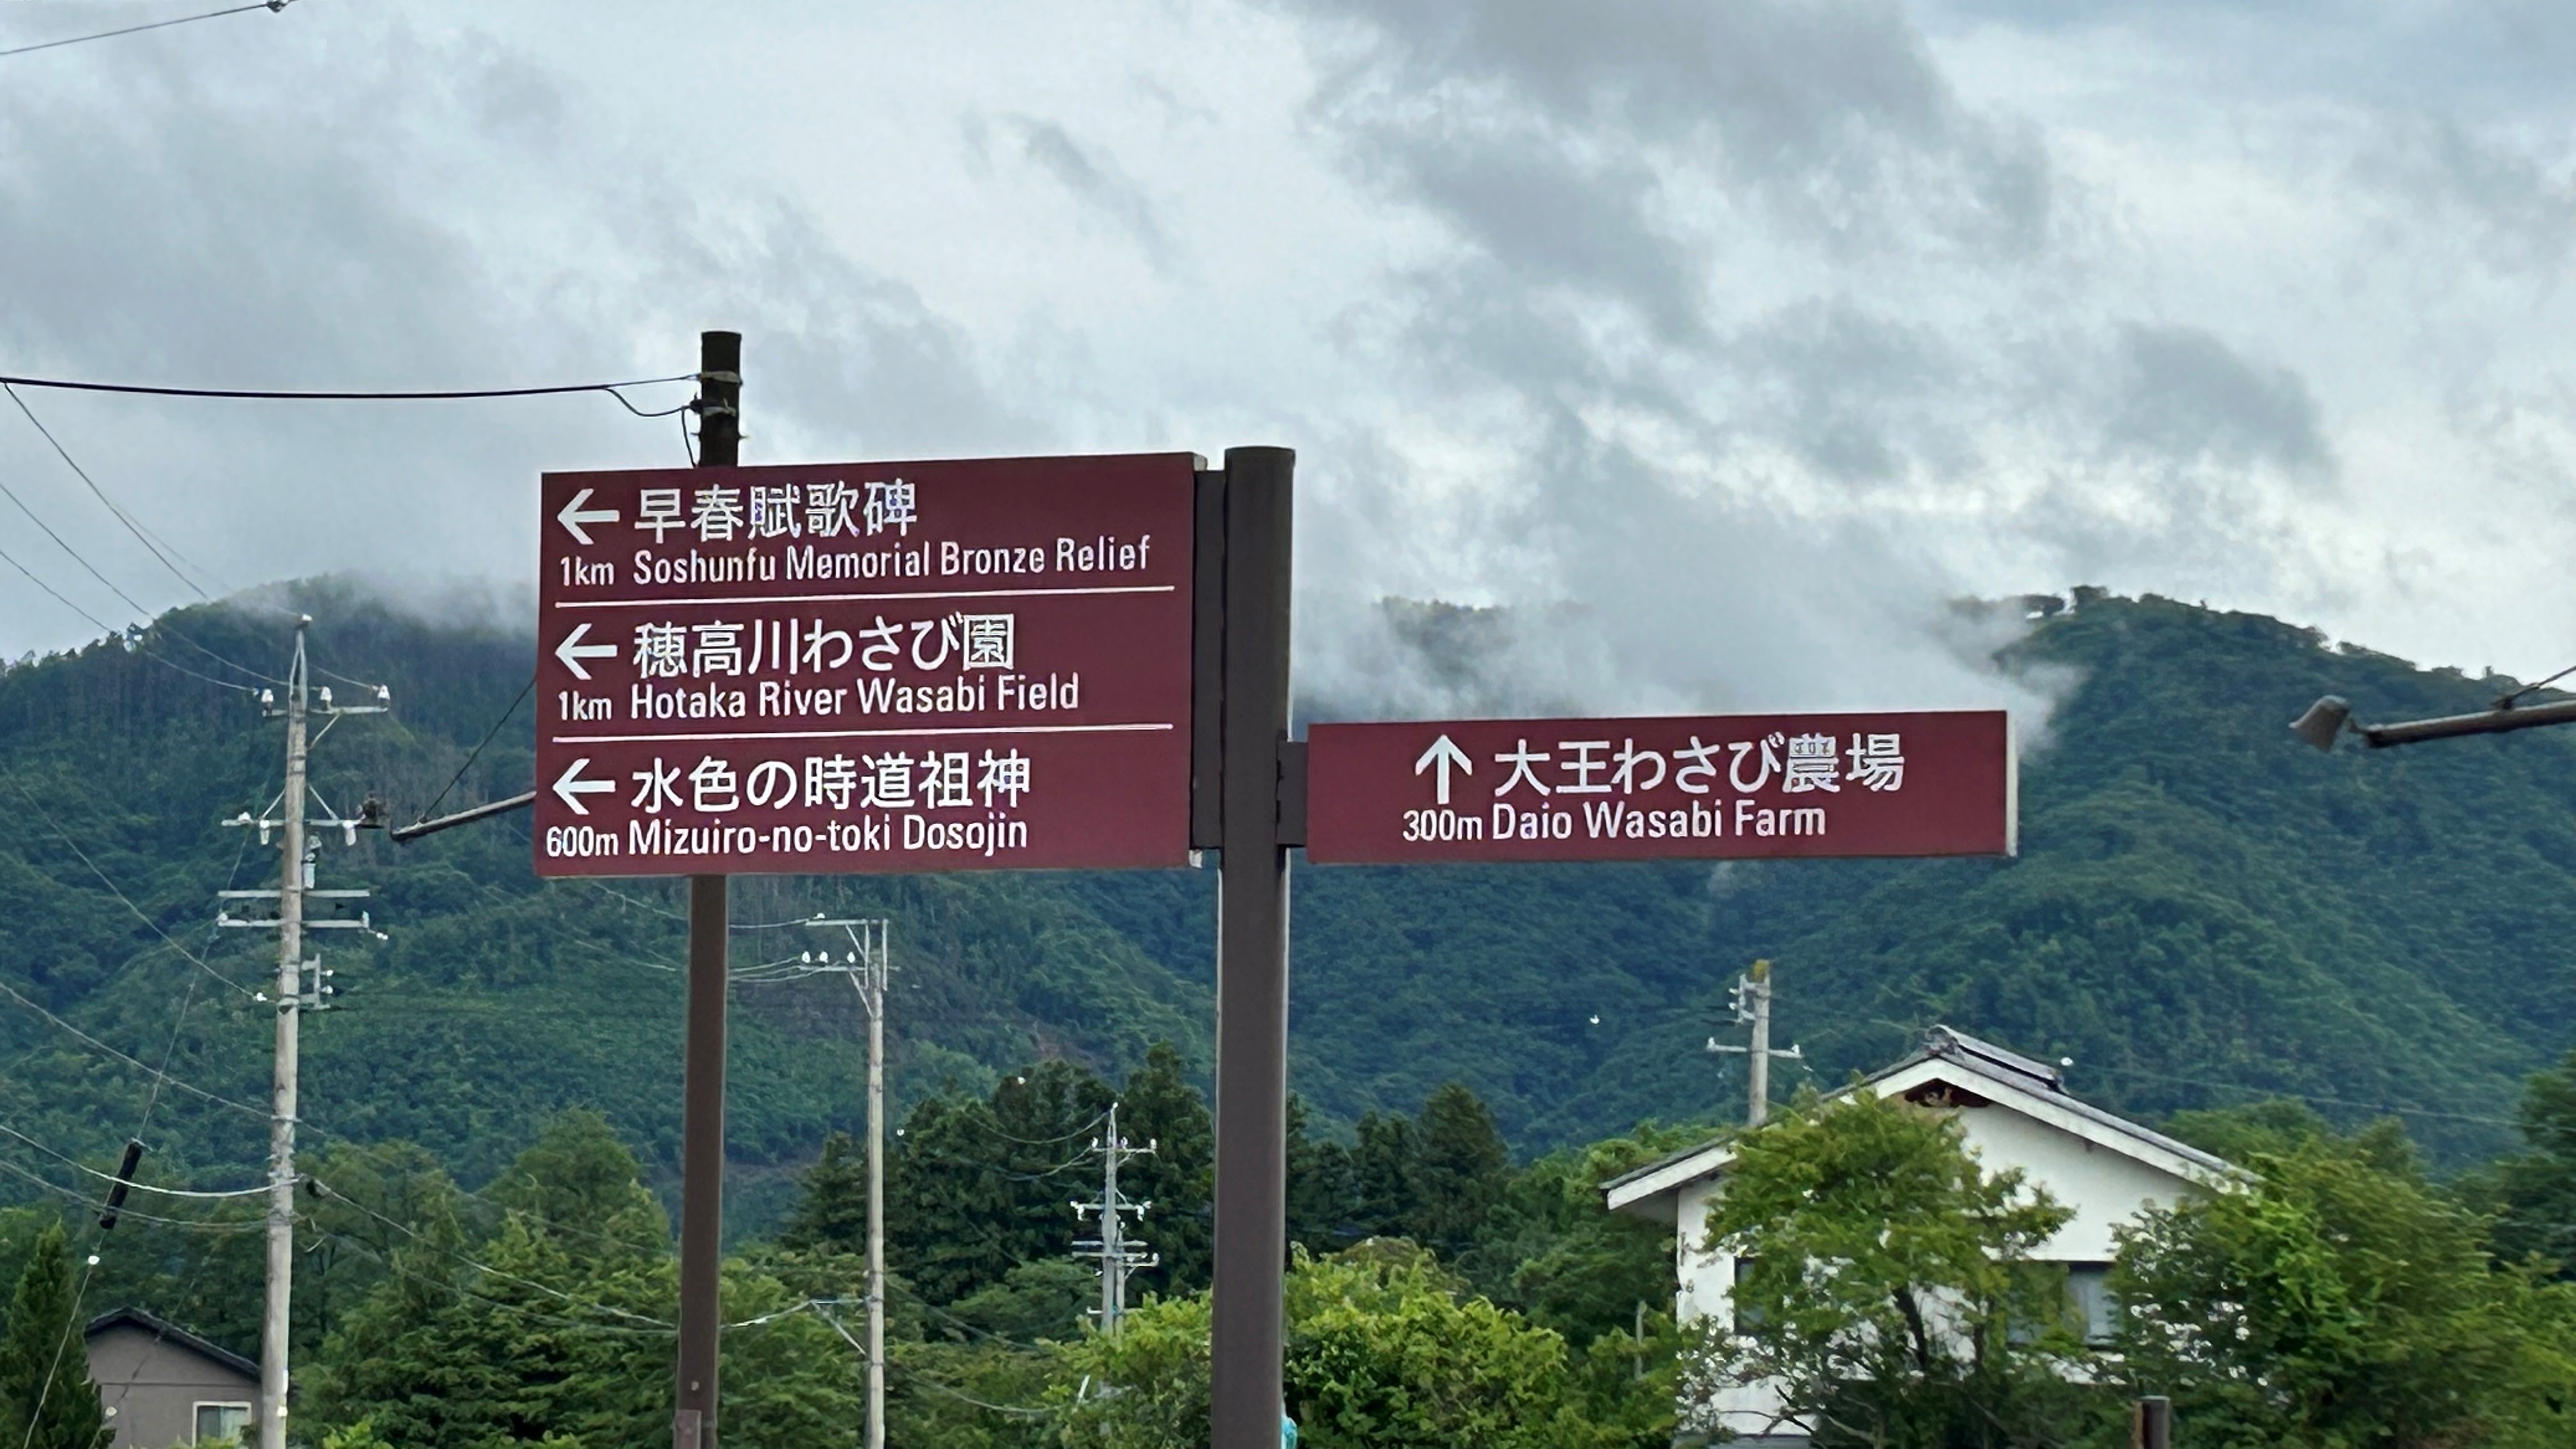 ← 早春賦歌碑
1km Soshunfu Memorial Bronze Relief
← 穂高川わさび園
1km Hotaka River Wasabi Field
← 水色の時道祖神
600m Mizuiro-no-toki Dosojin
↑ 大王わさび農場
300m Daio Wasabi Farm